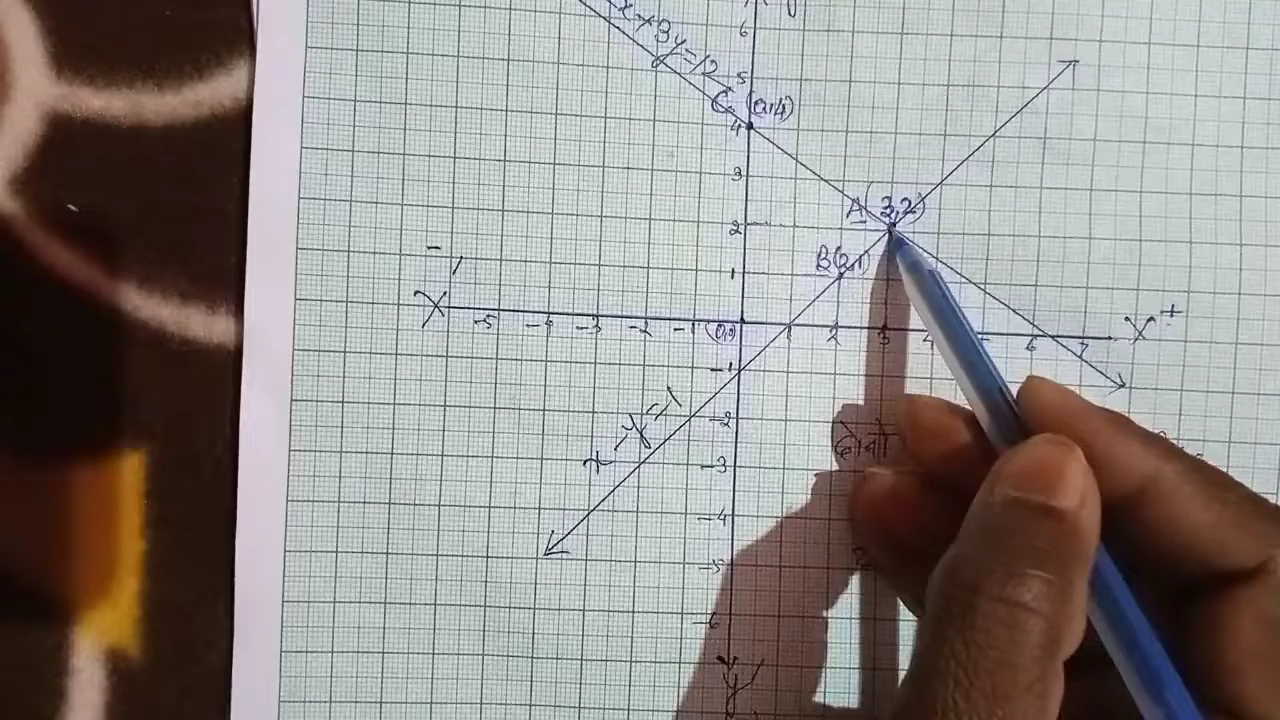 y
6
x+3y=12
5
C (0,4)
4
3
A (3,2)
2
B(2,1)
1
X'
-5 -4 -3 -2 -1 (0,0) 1 2 3 4 5 6 7
X +
-1
x-y=1
-2
-3
-4
-5
-6
y'